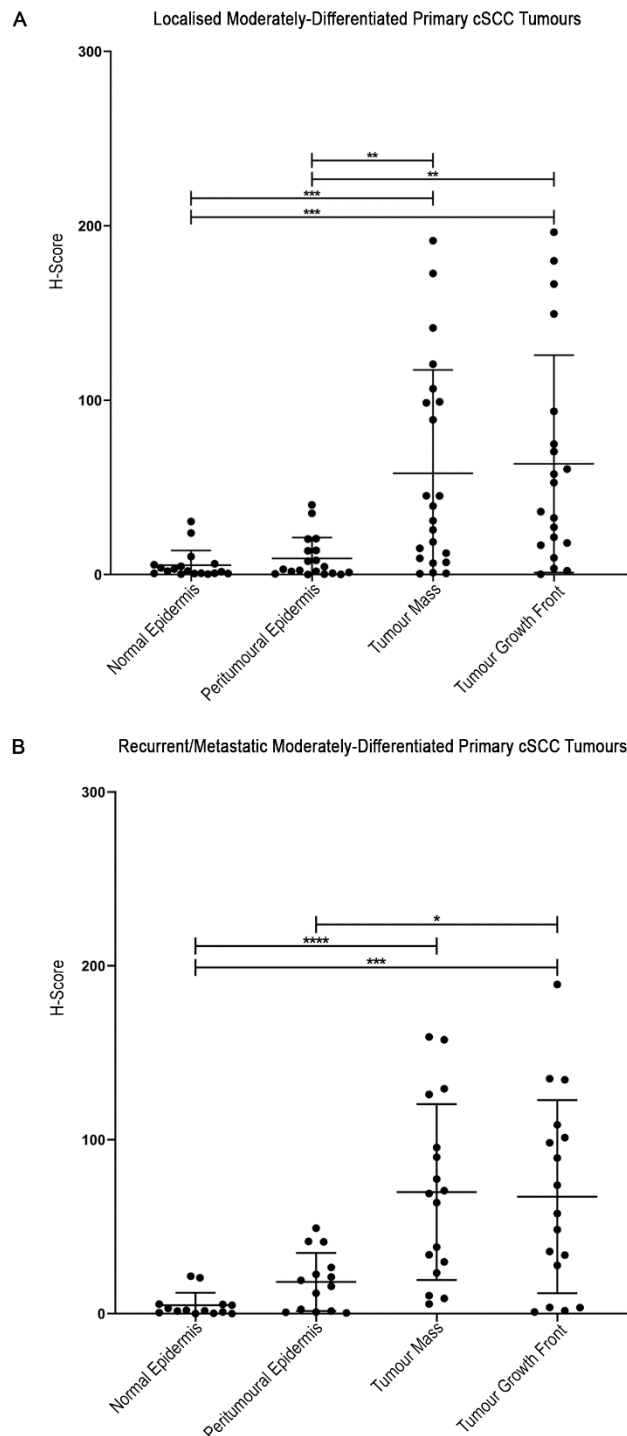 A
Localised Moderately-Differentiated Primary cSCC Tumours
300
200
100
0
H-Score
**
**
***
***
Normal Epidermis
Peritumoural Epidermis
Tumour Mass
Tumour Growth Front
B
Recurrent/Metastatic Moderately-Differentiated Primary cSCC Tumours
300
200
100
0
H-Score
*
****
***
Normal Epidermis
Peritumoural Epidermis
Tumour Mass
Tumour Growth Front